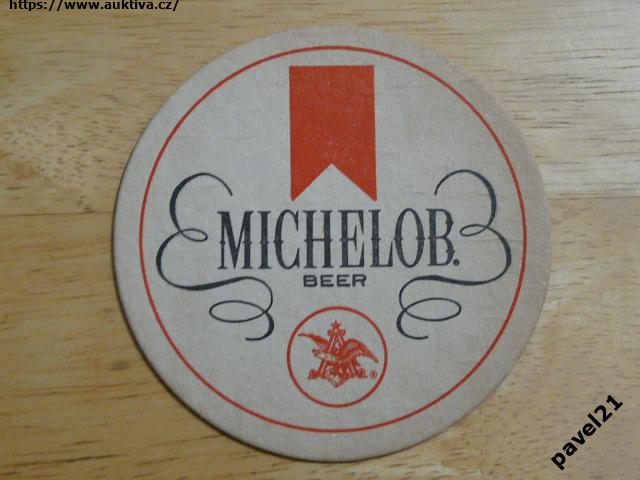 https://www.auktiva.cz/
MICHELOB.
BEER
A
®
pavel21